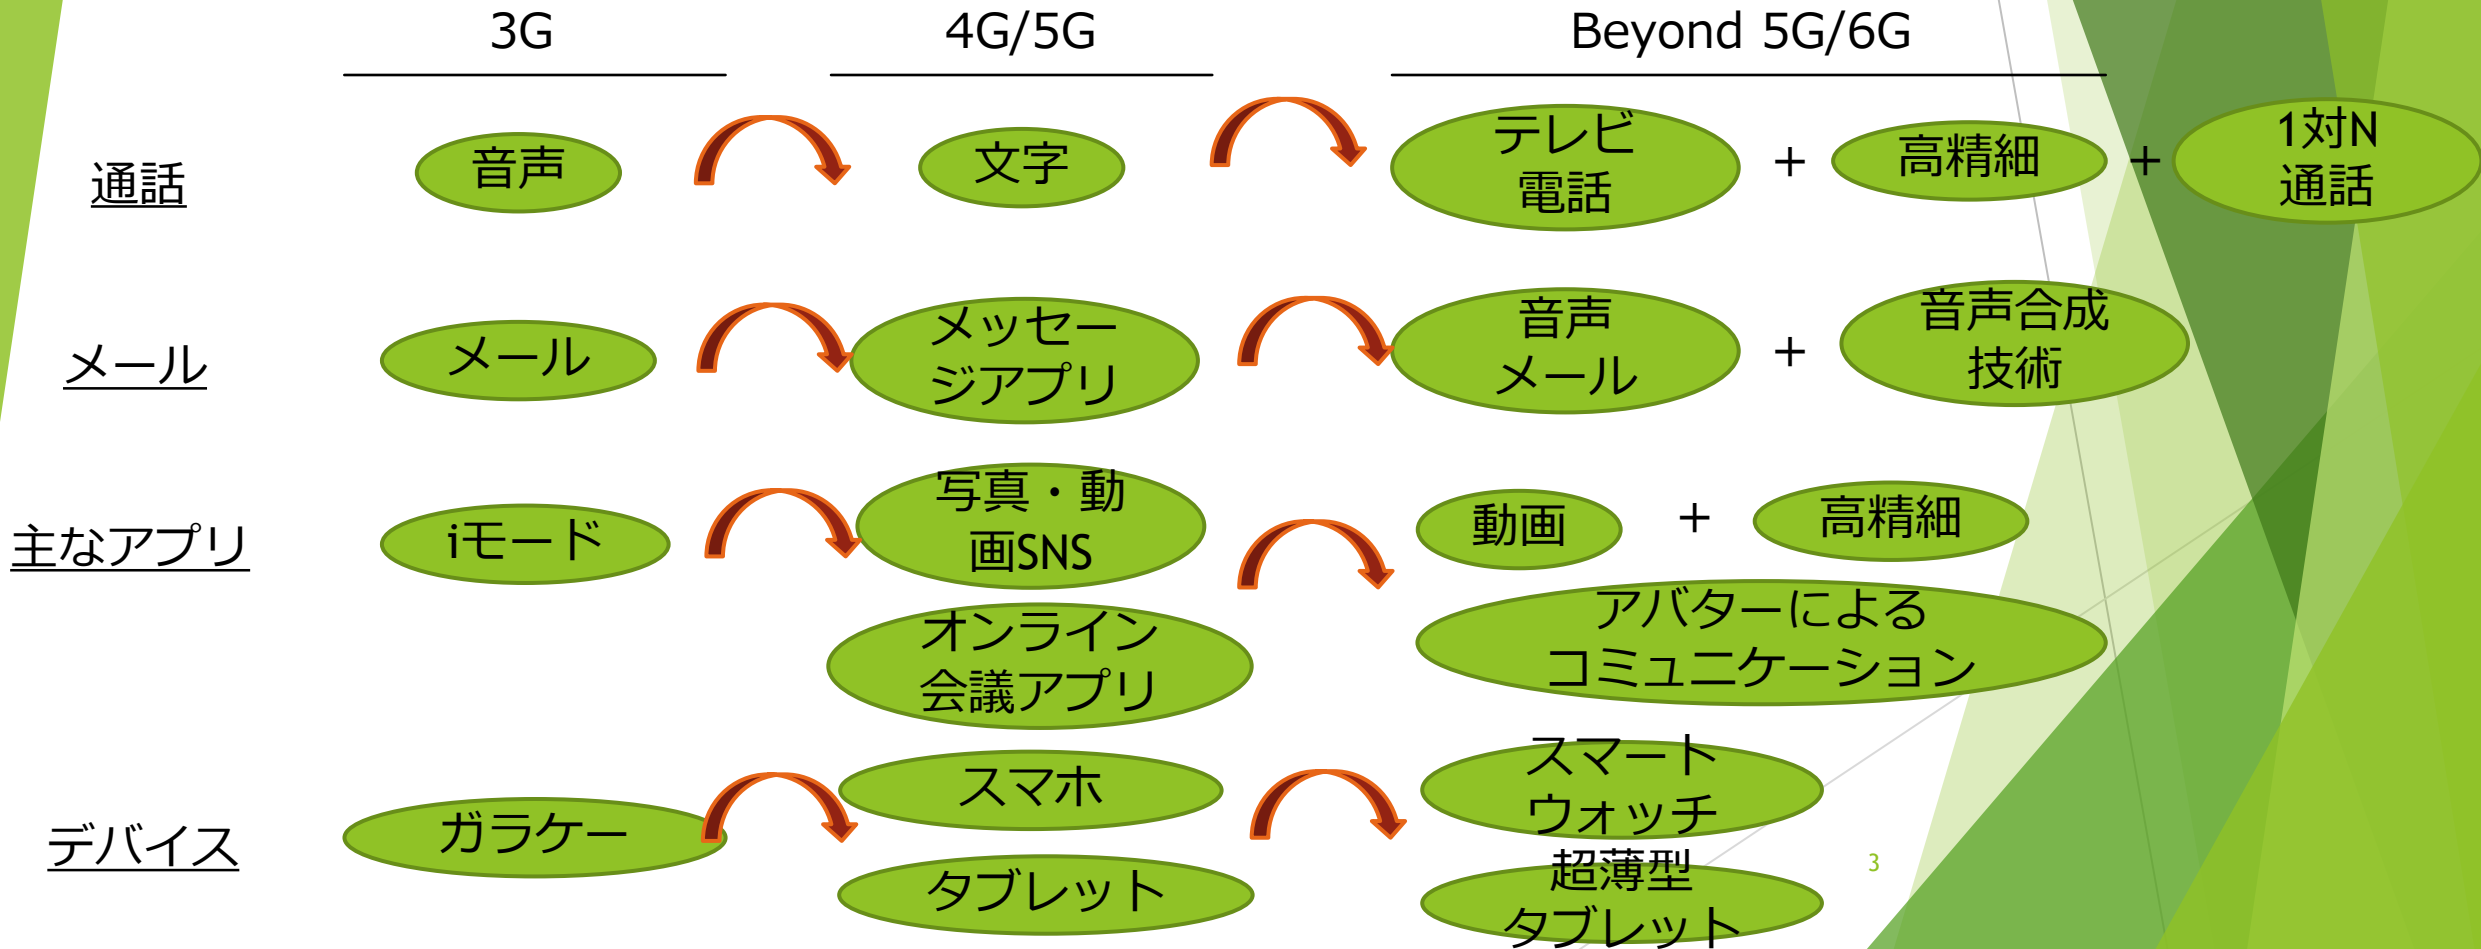 3G
4G/5G
Beyond 5G/6G
通話
音声
文字
テレビ
電話
+
高精細
+
1対N
通話
メール
メール
メッセー
ジアプリ
音声
メール
+
音声合成
技術
主なアプリ
iモード
写真・動
画SNS
動画
+
高精細
オンライン
会議アプリ
アバターによる
コミュニケーション
デバイス
ガラケー
スマホ
タブレット
スマート
ウォッチ
超薄型
タブレット
3